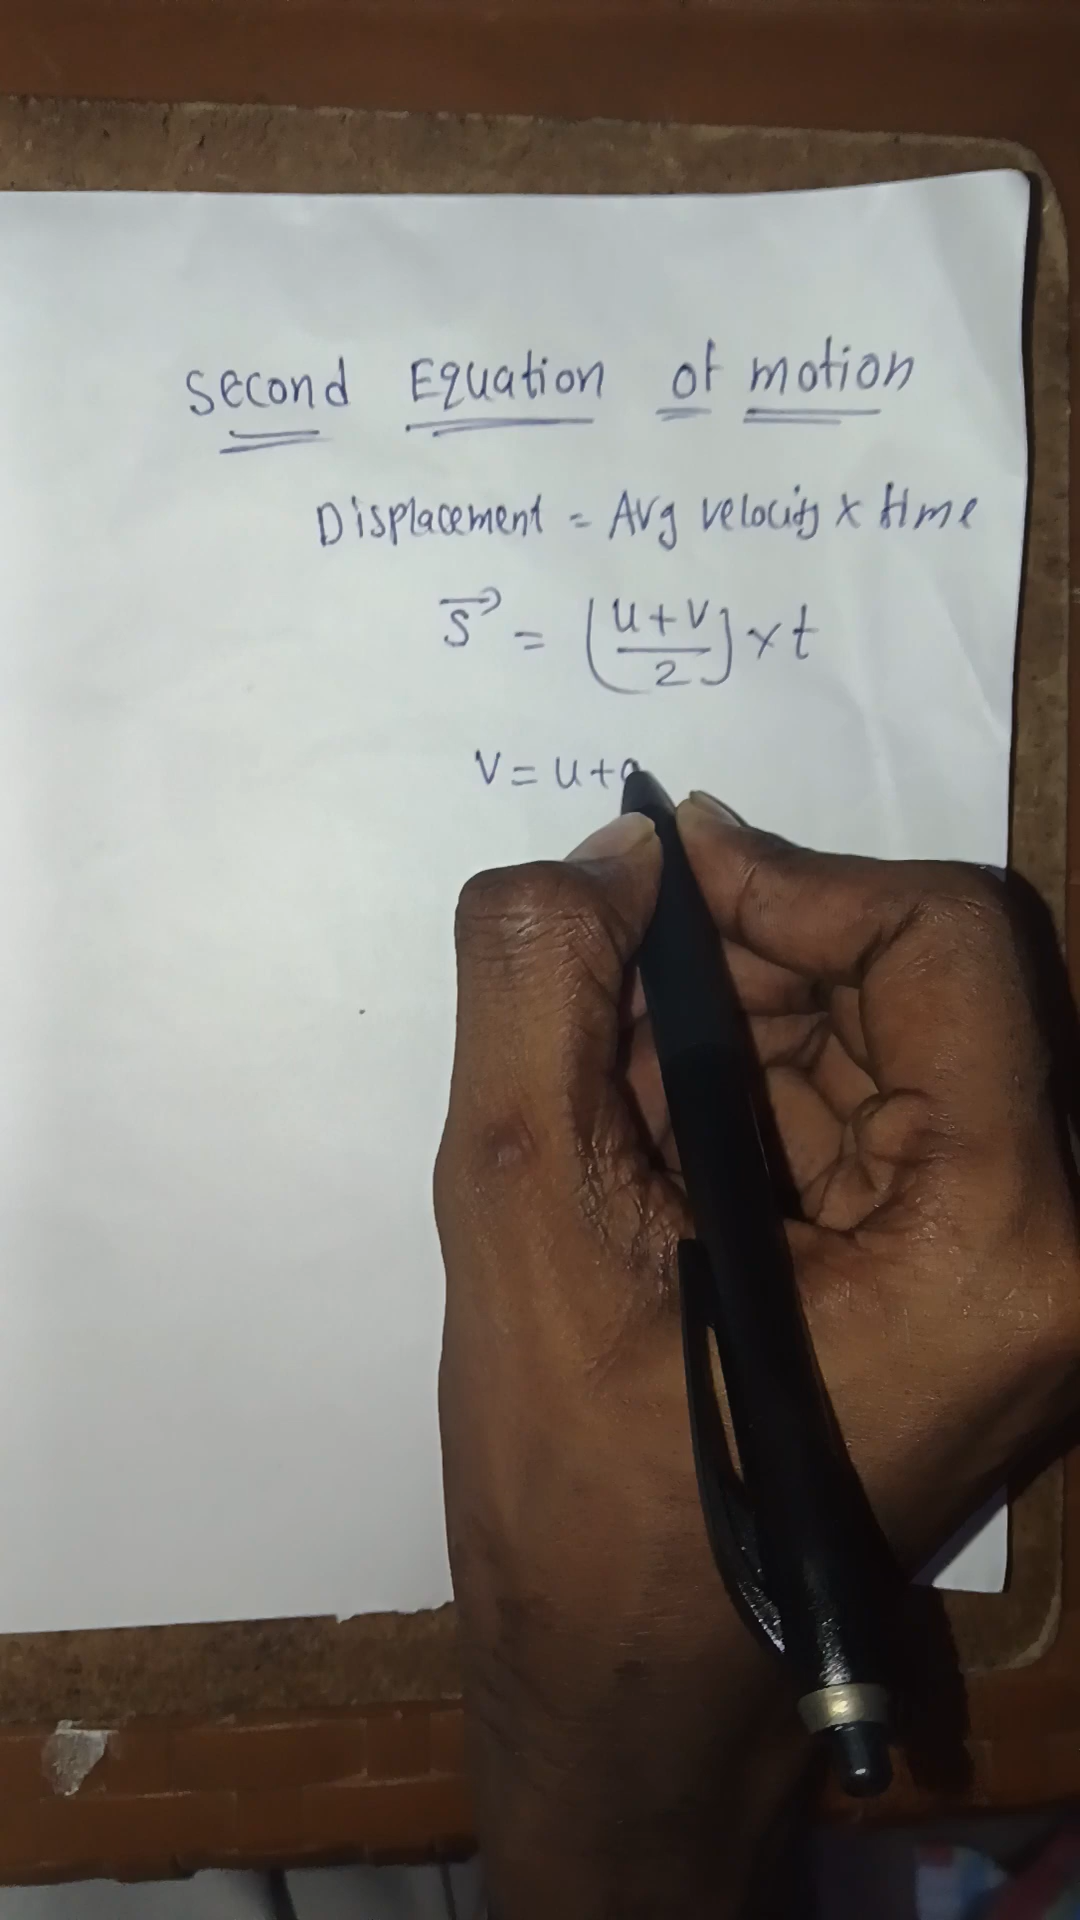 Second Equation of motion
Displacement = Avg velocity x time
s⃗ = (u+v/2) x t
V = u+a